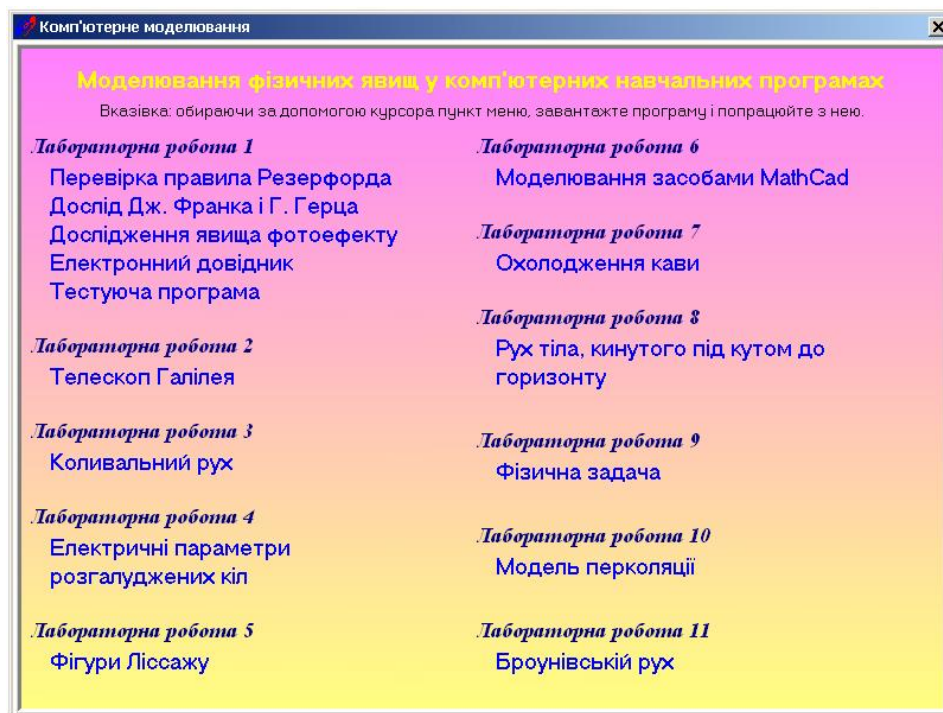 Комп'ютерне моделювання
Моделювання фізичних явищ у комп'ютерних навчальних програмах
Вказівка: обираючи за допомогою курсора пункт меню, завантажте програму і попрацюйте з нею.
Лабораторна робота 1
Перевірка правила Резерфорда
Дослід Дж. Франка і Г. Герца
Дослідження явища фотоефекту
Електронний довідник
Тестуюча програма
Лабораторна робота 2
Телескоп Галілея
Лабораторна робота 3
Коливальний рух
Лабораторна робота 4
Електричні параметри
розгалуджених кіл
Лабораторна робота 5
Фігури Ліссажу
Лабораторна робота 6
Моделювання засобами MathCad
Лабораторна робота 7
Охолодження кави
Лабораторна робота 8
Рух тіла, кинутого під кутом до
горизонту
Лабораторна робота 9
Фізична задача
Лабораторна робота 10
Модель перколяції
Лабораторна робота 11
Броунівській рух